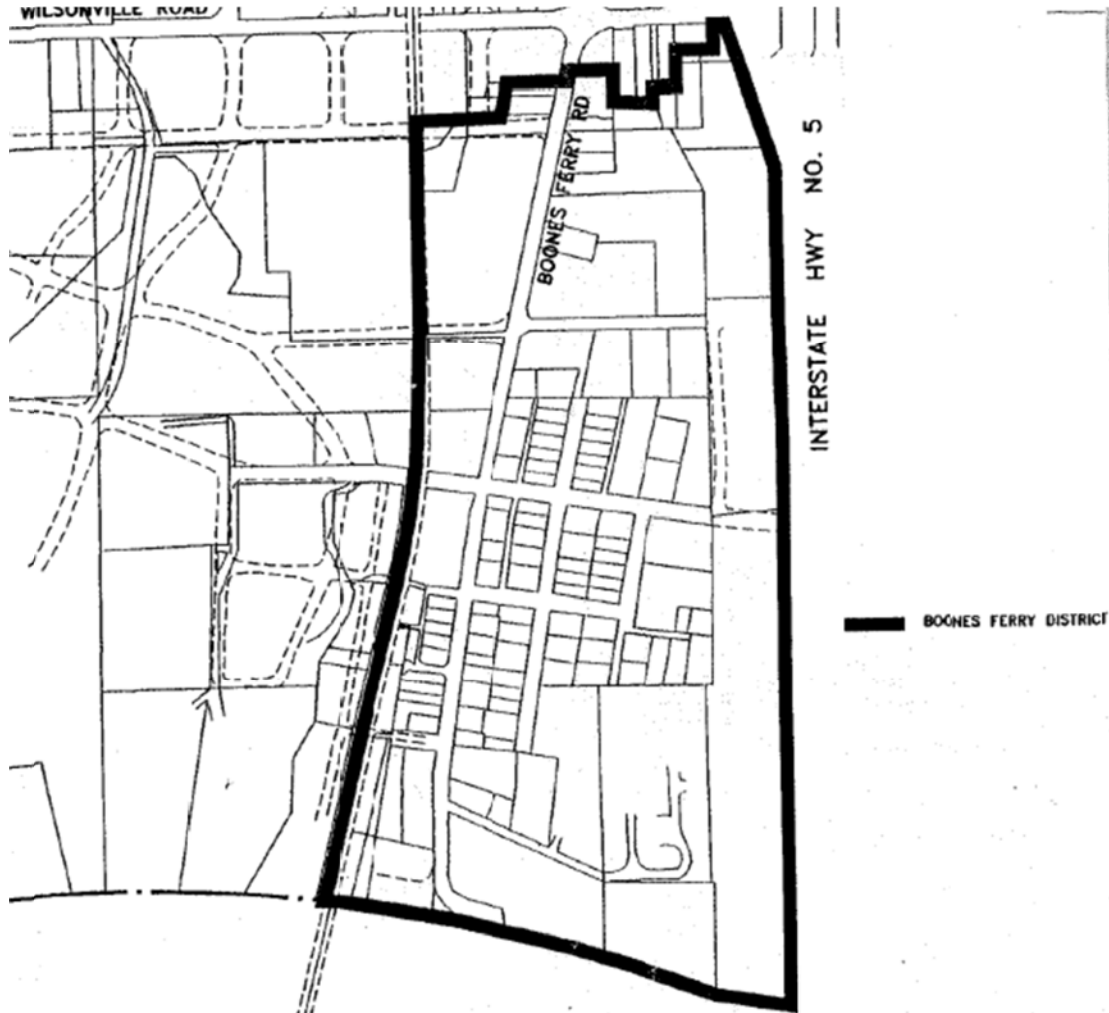 WILSONVILLE ROAD
BOONES FERRY RD
INTERSTATE HWY NO. 5
BOONES FERRY DISTRICT